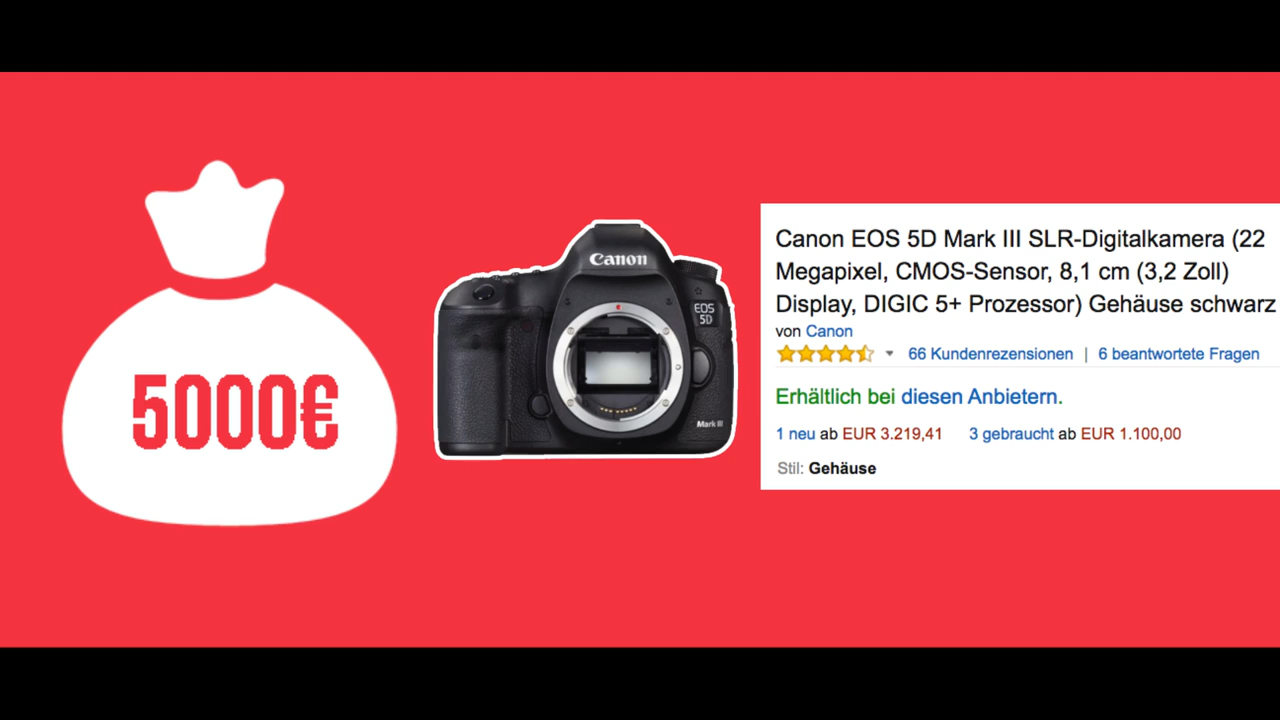 5000€
Canon
EOS
5D
Mark III
Canon EOS 5D Mark III SLR-Digitalkamera (22
Megapixel, CMOS-Sensor, 8,1 cm (3,2 Zoll)
Display, DIGIC 5+ Prozessor) Gehäuse schwarz
von Canon
66 Kundenrezensionen | 6 beantwortete Fragen
Erhältlich bei diesen Anbietern.
1 neu ab EUR 3.219,41 3 gebraucht ab EUR 1.100,00
Stil: Gehäuse